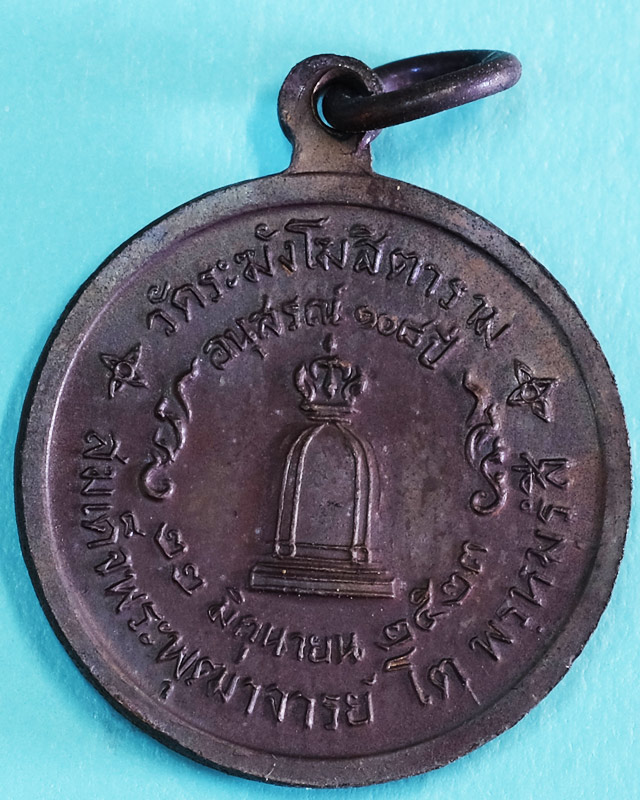 วัดระฆังโฆสิตาราม
อนุสรณ์ ๑๐๘ ปี
๒๒ มิถุนายน ๒๕๒๓
สมเด็จพระพุฒาจารย์ โต พรหมรังสี